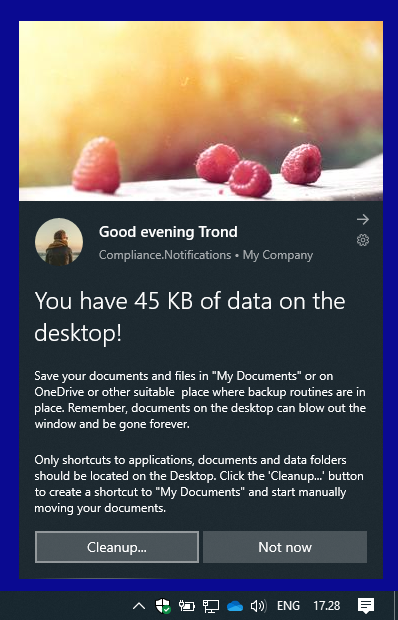 Good evening Trond
Compliance.Notifications • My Company
You have 45 KB of data on the
desktop!
Save your documents and files in "My Documents" or on
OneDrive or other suitable  place where backup routines are in
place. Remember, documents on the desktop can blow out the
window and be gone forever.
Only shortcuts to applications, documents and data folders
should be located on the Desktop. Click the 'Cleanup...' button
to create a shortcut to "My Documents" and start manually
moving your documents.
Cleanup...
Not now
ENG
17.28